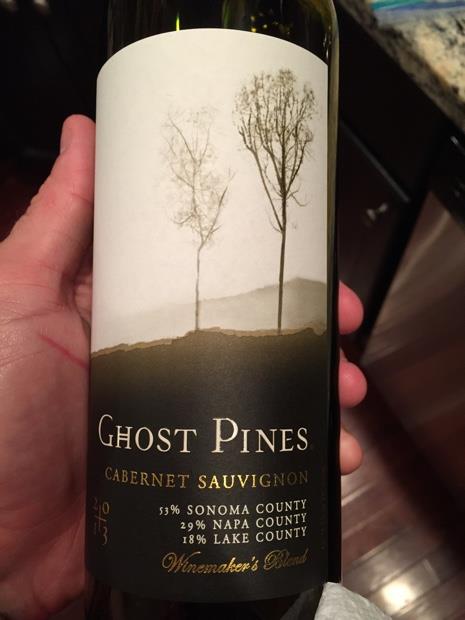 GHOST PINES
CABERNET SAUVIGNON
20
13
53% SONOMA COUNTY
29% NAPA COUNTY
18% LAKE COUNTY
Winemaker's Blend